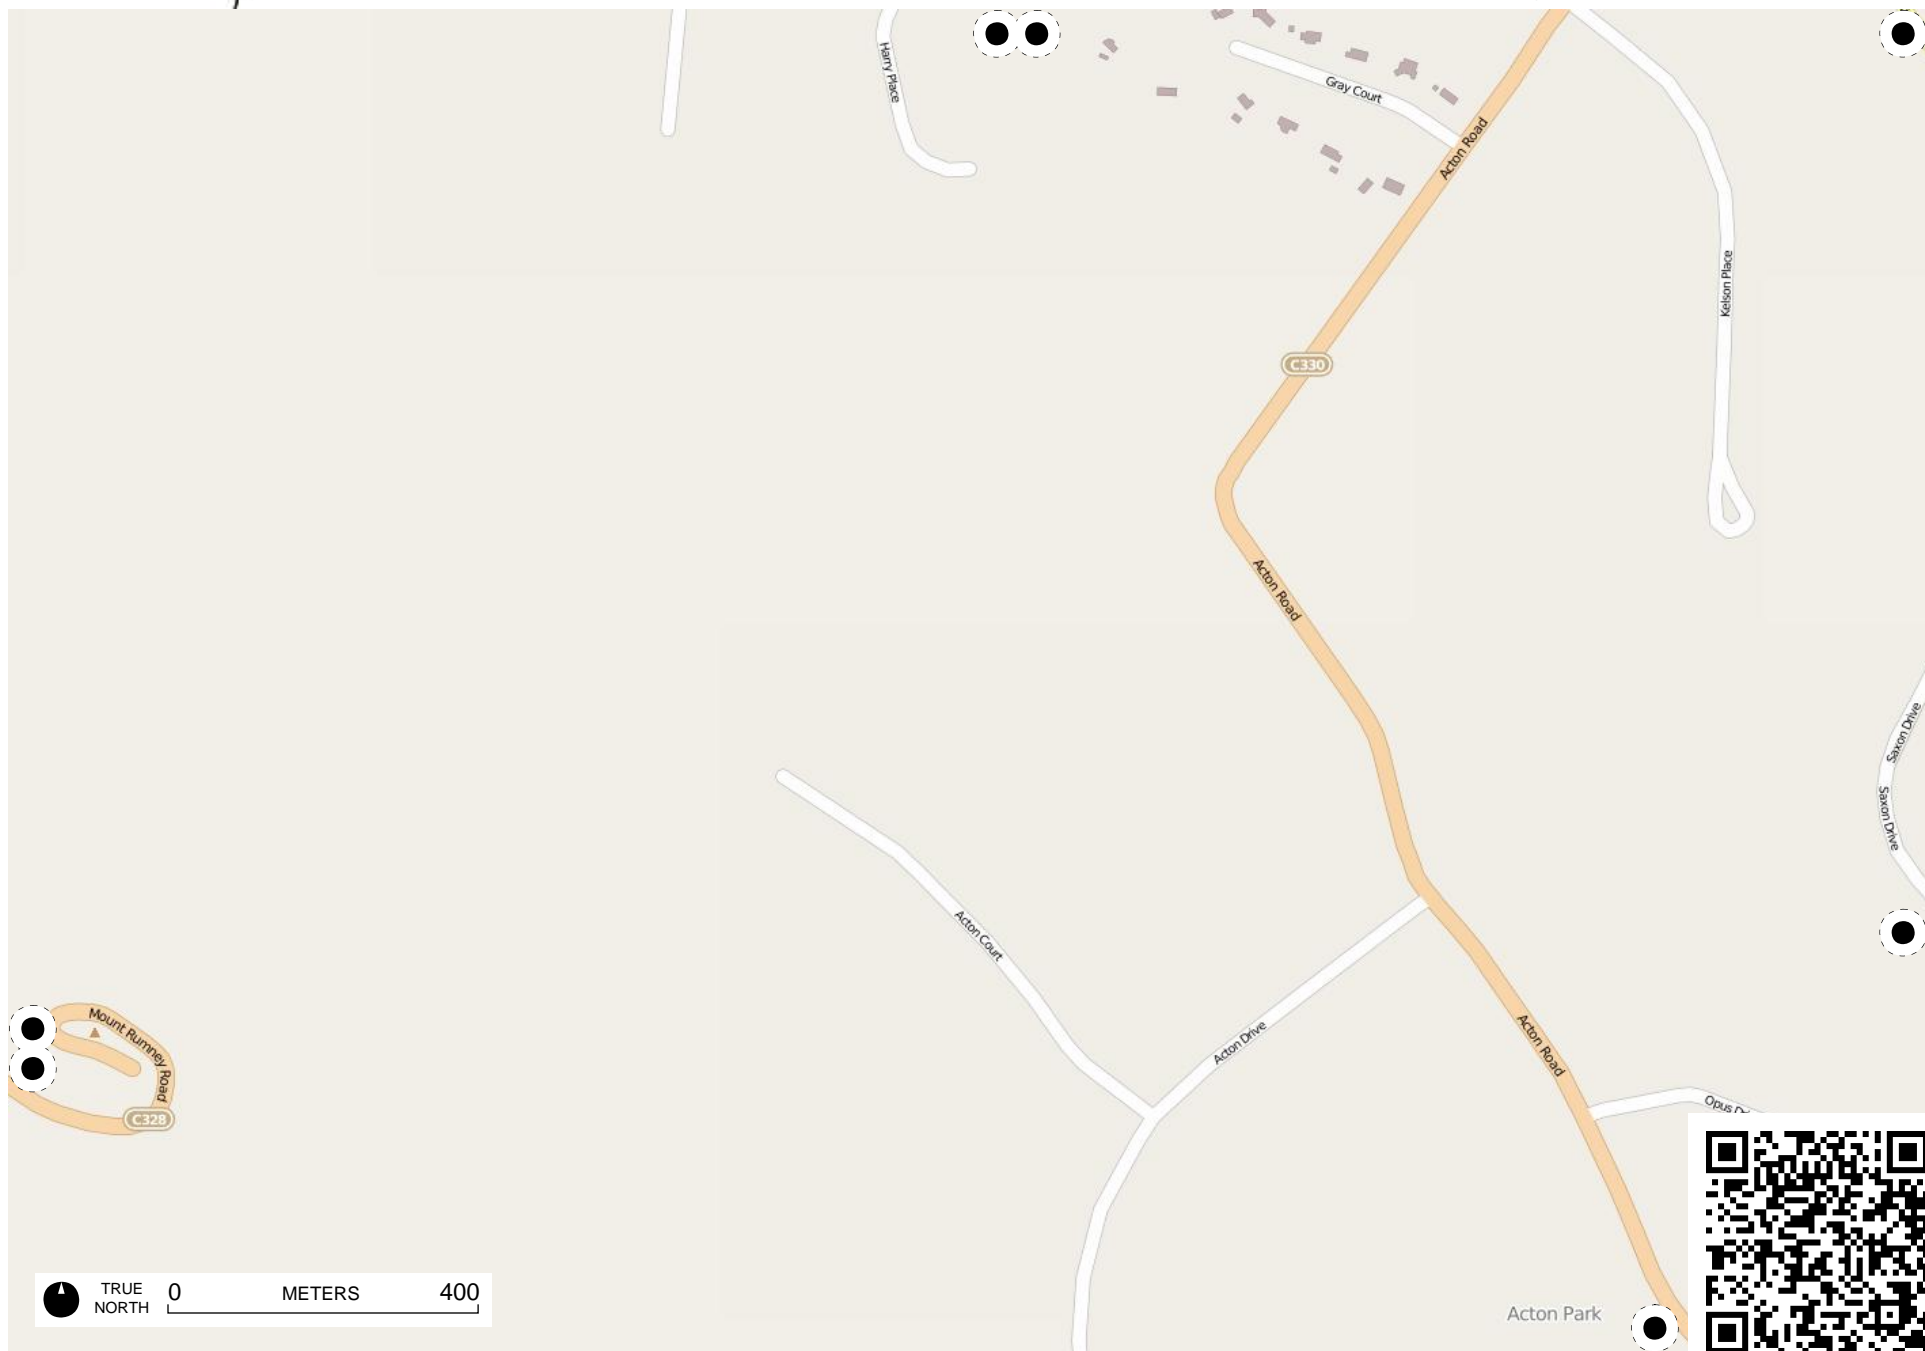 Harry Place
Gray Court
Acton Road
Kelson Place
C330
Acton Road
Saxon Drive
Saxon Drive
Acton Court
Mount Rumney Road
Acton Drive
Acton Road
C328
Opus
TRUE NORTH
0 METERS 400
Acton Park